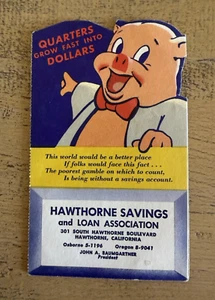 QUARTERS
GROW FAST INTO
DOLLARS
This world would be a better place
If folks would face this fact . . .
The poorest gamble on which to count,
Is being without a savings account.
HAWTHORNE SAVINGS
and LOAN ASSOCIATION
301 SOUTH HAWTHORNE BOULEVARD
HAWTHORNE, CALIFORNIA
Osborne 5-1196 Oregon 8-9041
JOHN A. BAUMGARTNER
President